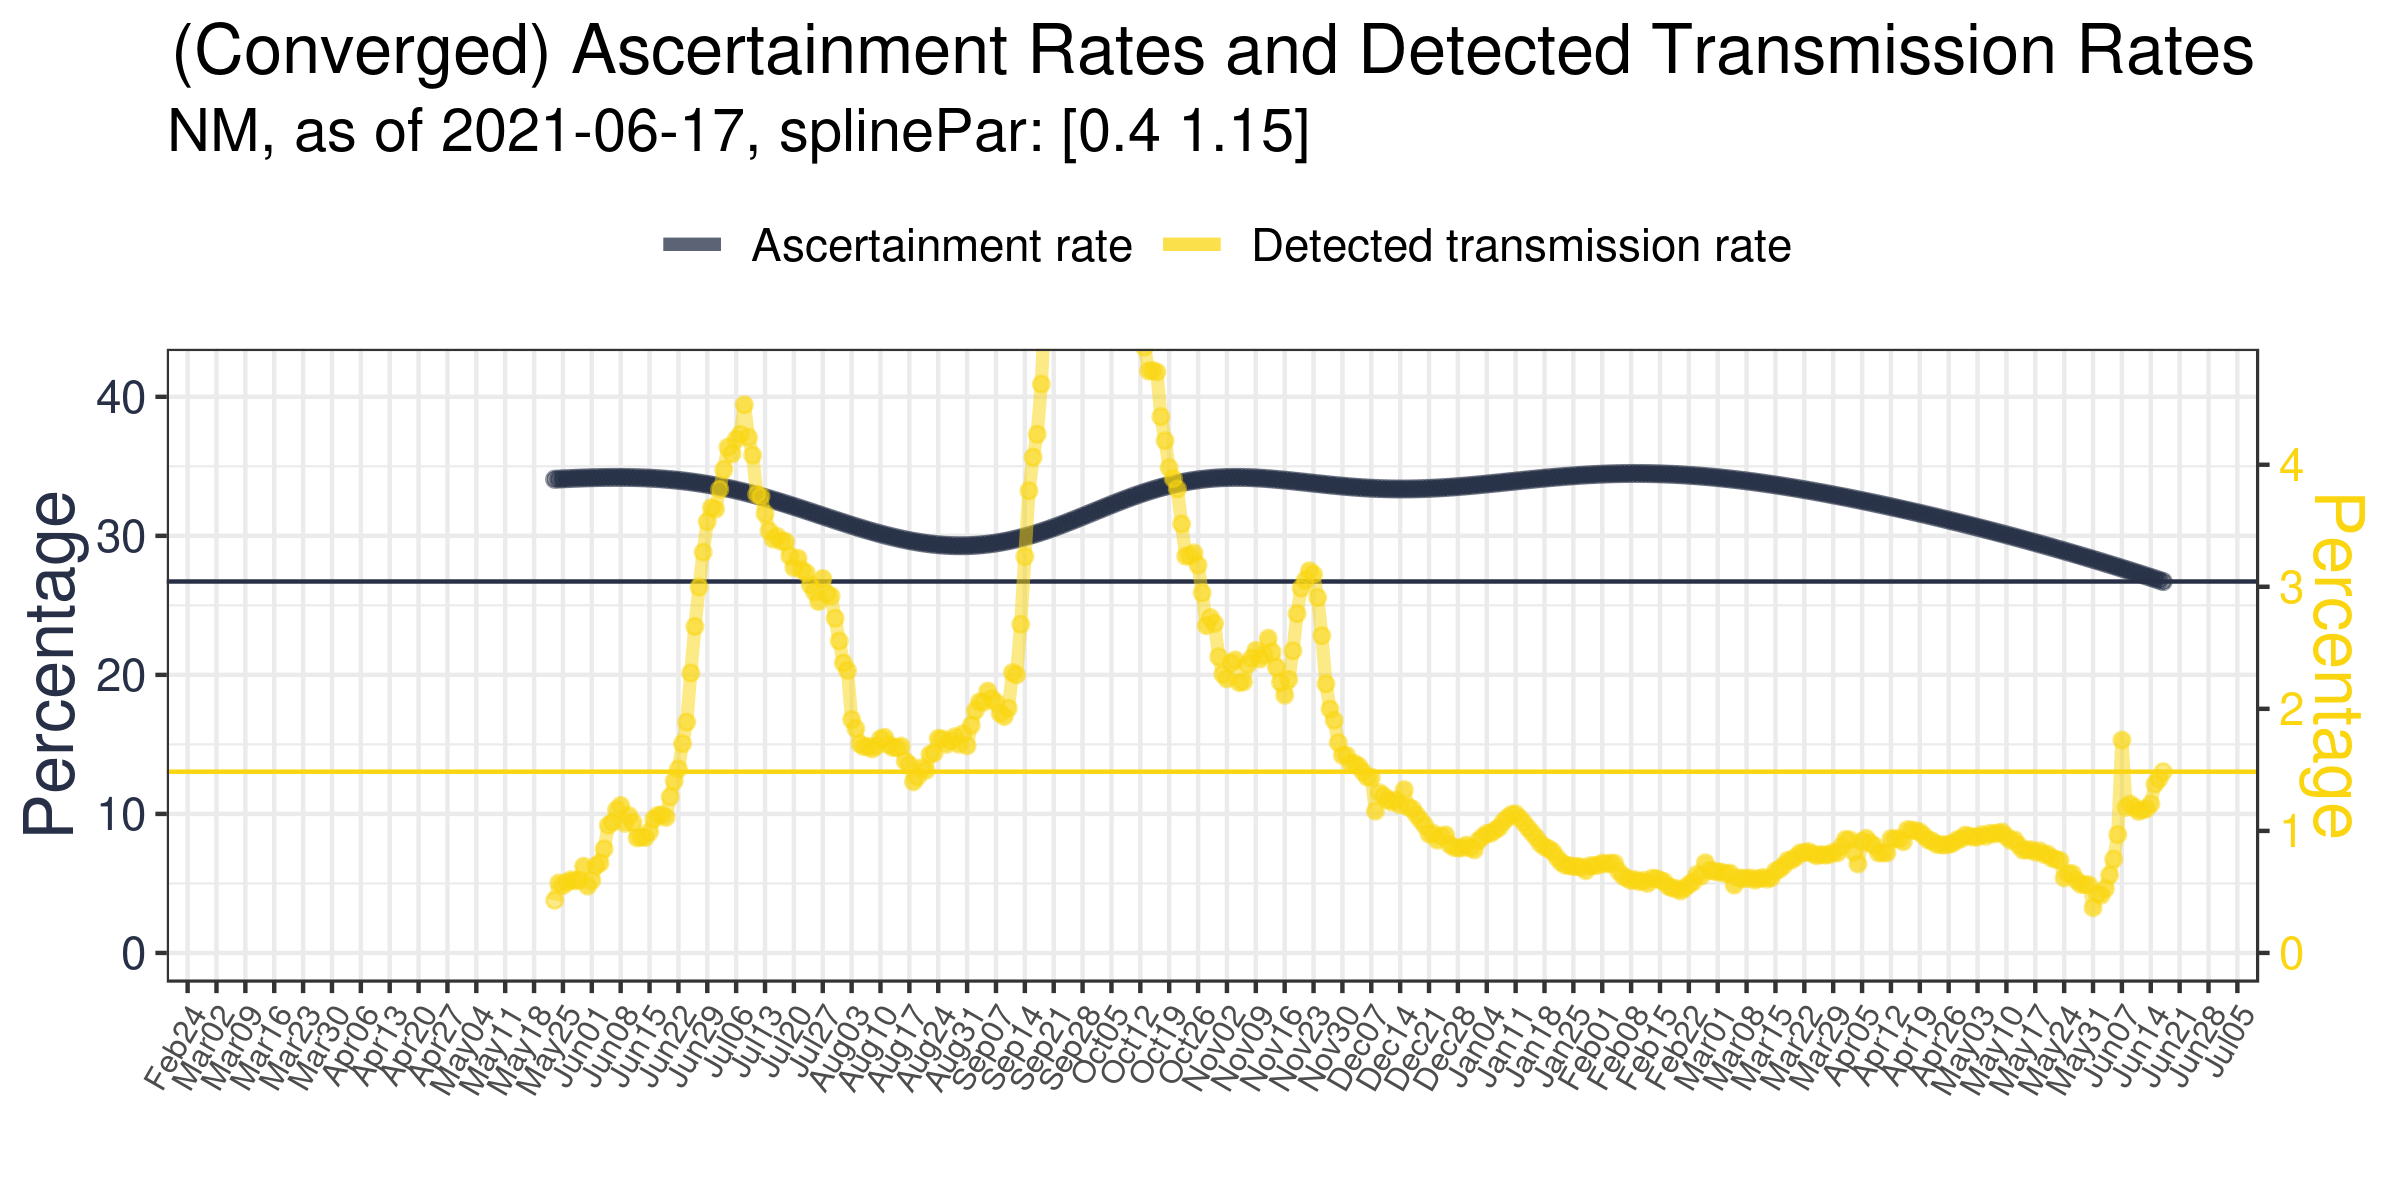 (Converged) Ascertainment Rates and Detected Transmission Rates
NM, as of 2021-06-17, splinePar: [0.4 1.15]
Ascertainment rate Detected transmission rate
Percentage
40
30
20
10
0
4
3
2
1
0
Percentage
Feb24 Mar02 Mar09 Mar16 Mar23 Mar30 Apr06 Apr13 Apr20 Apr27 May04 May11 May18 May25 Jun01 Jun08 Jun15 Jun22 Jun29 Jul06 Jul13 Jul20 Jul27 Aug03 Aug10 Aug17 Aug24 Aug31 Sep07 Sep14 Sep21 Sep28 Oct05 Oct12 Oct19 Oct26 Nov02 Nov09 Nov16 Nov23 Nov30 Dec07 Dec14 Dec21 Dec28 Jan04 Jan11 Jan18 Jan25 Feb01 Feb08 Feb15 Feb22 Mar01 Mar08 Mar15 Mar22 Mar29 Apr05 Apr12 Apr19 Apr26 May03 May10 May17 May24 May31 Jun07 Jun14 Jun21 Jun28 Jul05